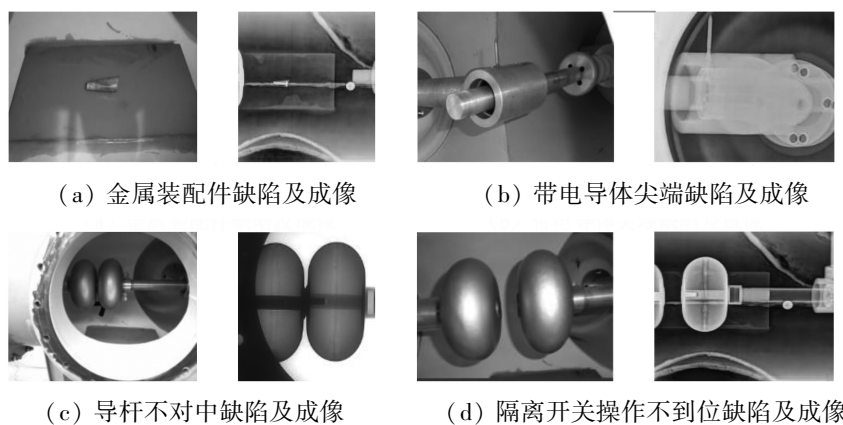 (a) 金属装配件缺陷及成像
(b) 带电导体尖端缺陷及成像
(c) 导杆不对中缺陷及成像
(d) 隔离开关操作不到位缺陷及成像